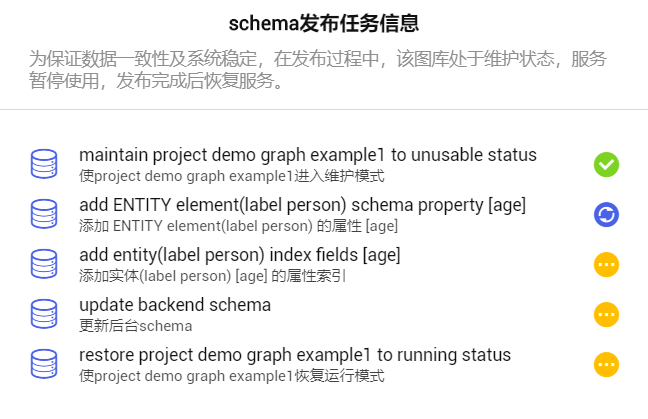 schema发布任务信息
为保证数据一致性及系统稳定，在发布过程中，该图库处于维护状态，服务
暂停使用，发布完成后恢复服务。
maintain project demo graph example1 to unusable status
使project demo graph example1进入维护模式
add ENTITY element(label person) schema property [age]
添加 ENTITY element(label person) 的属性 [age]
add entity(label person) index fields [age]
添加实体(label person) [age] 的属性索引
update backend schema
更新后台schema
restore project demo graph example1 to running status
使project demo graph example1恢复运行模式